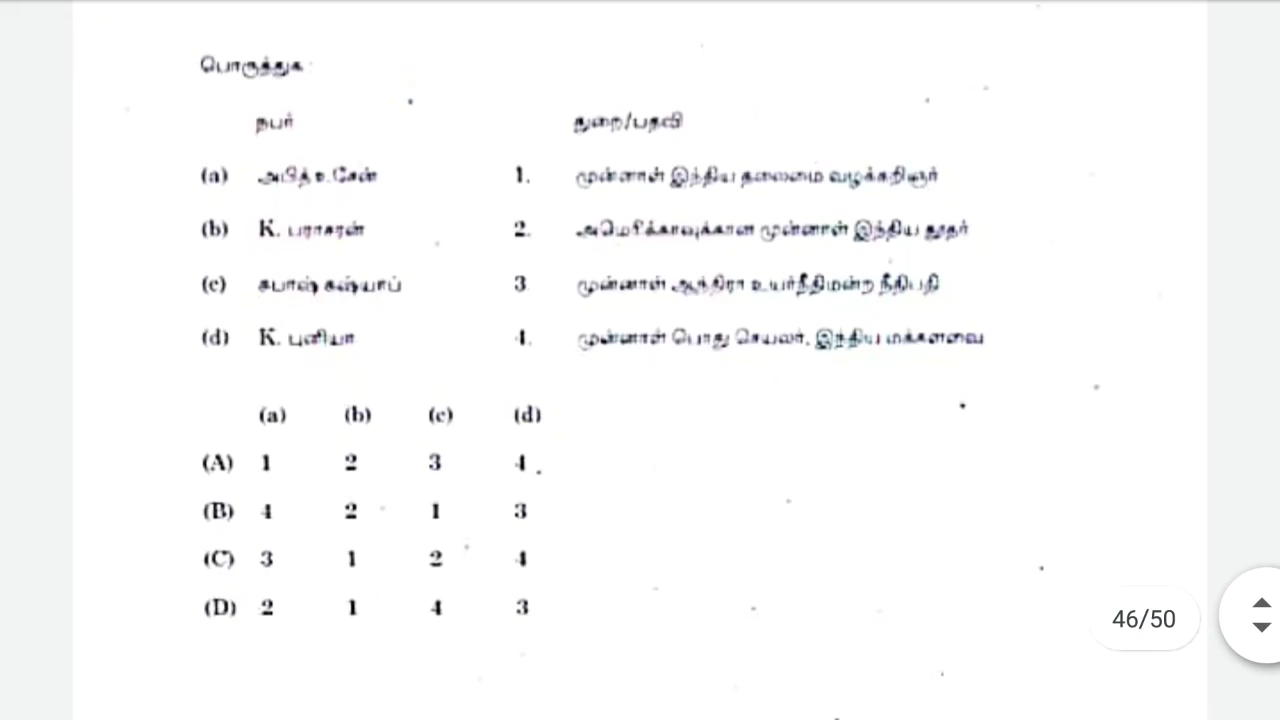 பொருத்துக
நபர் துறை/பதவி
(a) அபித் உசேன் 1. முன்னாள் இந்திய தலைமை வழக்கறிஞர்
(b) K. பராசரன் 2. அமெரிக்காவுக்கான முன்னாள் இந்திய தூதர்
(c) சுபாஷ் கஷ்யாப் 3 முன்னாள் ஆந்திரா உயர்நீதிமன்ற நீதிபதி
(d) K. புனியா 4. முன்னாள் பொது செயலர், இந்திய மக்களவை
(a) (b) (c) (d)
(A) 1 2 3 4
(B) 4 2 1 3
(C) 3 1 2 4
(D) 2 1 4 3
46/50